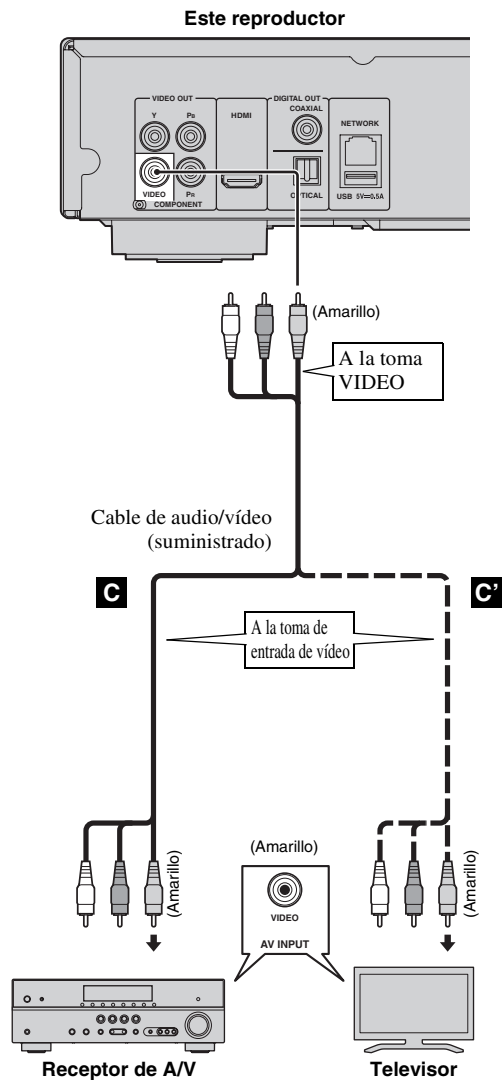 Este reproductor
VIDEO OUT
DIGITAL OUT
COAXIAL
Y
PB
HDMI
NETWORK
VIDEO
PR
OPTICAL
USB 5V⎓0.5A
COMPONENT
(Amarillo)
A la toma
VIDEO
Cable de audio/vídeo
(suministrado)
C
C'
A la toma de
entrada de vídeo
(Amarillo)
(Amarillo)
(Amarillo)
VIDEO
AV INPUT
Receptor de A/V
Televisor